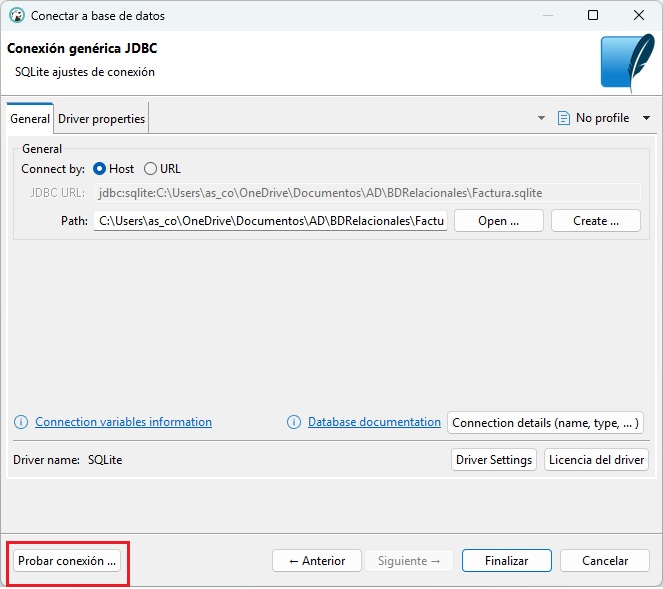 Conectar a base de datos
Conexión genérica JDBC
SQLite ajustes de conexión
General Driver properties No profile
General
Connect by: Host URL
JDBC URL: jdbc:sqlite:C:\Users\as_co\OneDrive\Documentos\AD\BDRelacionales\Factura.sqlite
Path: C:\Users\as_co\OneDrive\Documentos\AD\BDRelacionales\Factu Open ... Create ...
Connection variables information Database documentation Connection details (name, type, ... )
Driver name: SQLite Driver Settings Licencia del driver
Probar conexión ... ← Anterior Siguiente → Finalizar Cancelar